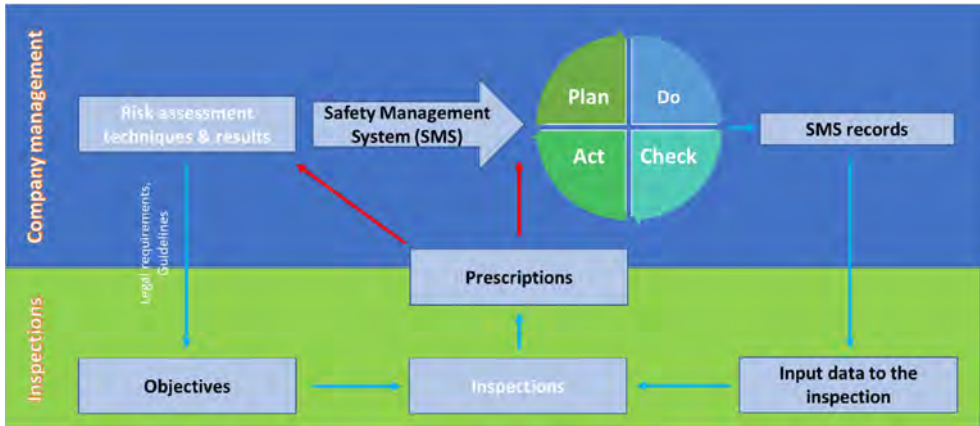 Company management
Risk assessment
techniques & results
Safety Management
System (SMS)
Plan
Do
Act
Check
SMS records
Legal requirements,
Guidelines
Prescriptions
Inspections
Objectives
Inspections
Input data to the
inspection